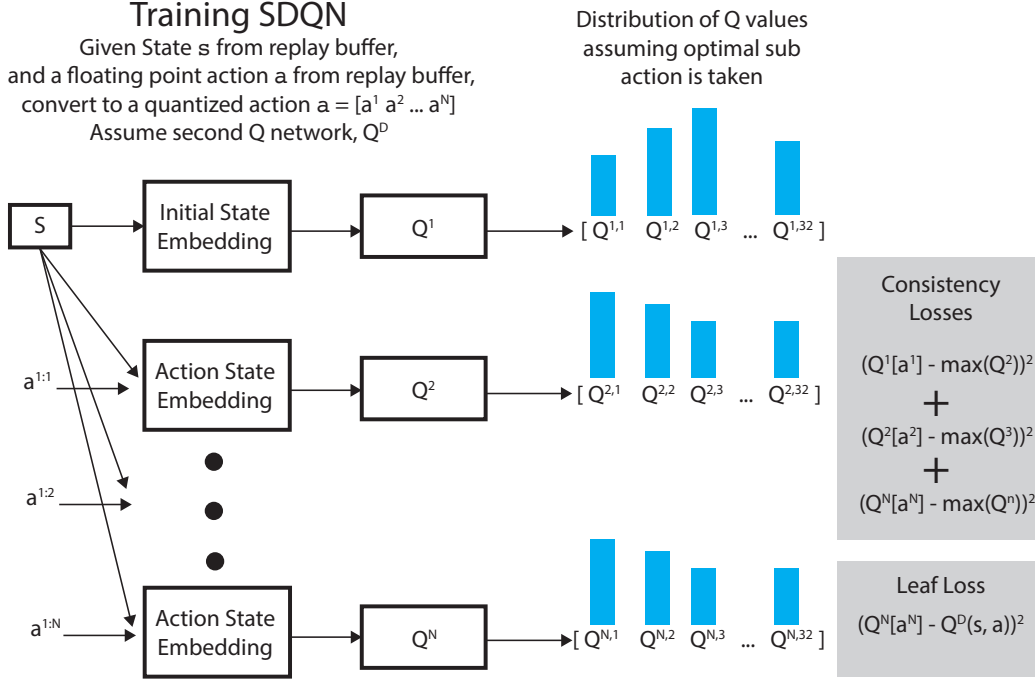 Training SDQN
Given State s from replay buffer,
and a floating point action a from replay buffer,
convert to a quantized action a = [a¹ a² ... aᴺ]
Assume second Q network, Qᴰ
Distribution of Q values
assuming optimal sub
action is taken
S
Initial State
Embedding
Q¹
[ Q¹,¹ Q¹,² Q¹,³ ... Q¹,³² ]
a¹:¹
Action State
Embedding
Q²
[ Q²,¹ Q²,² Q²,³ ... Q²,³² ]
a¹:²
a¹:ᴺ
Action State
Embedding
Qᴺ
[ Qᴺ,¹ Qᴺ,² Qᴺ,³ ... Qᴺ,³² ]
Consistency
Losses
(Q¹[a¹] - max(Q²))²
+
(Q²[a²] - max(Q³))²
+
(Qᴺ[aᴺ] - max(Qⁿ))²
Leaf Loss
(Qᴺ[aᴺ] - Qᴰ(s, a))²